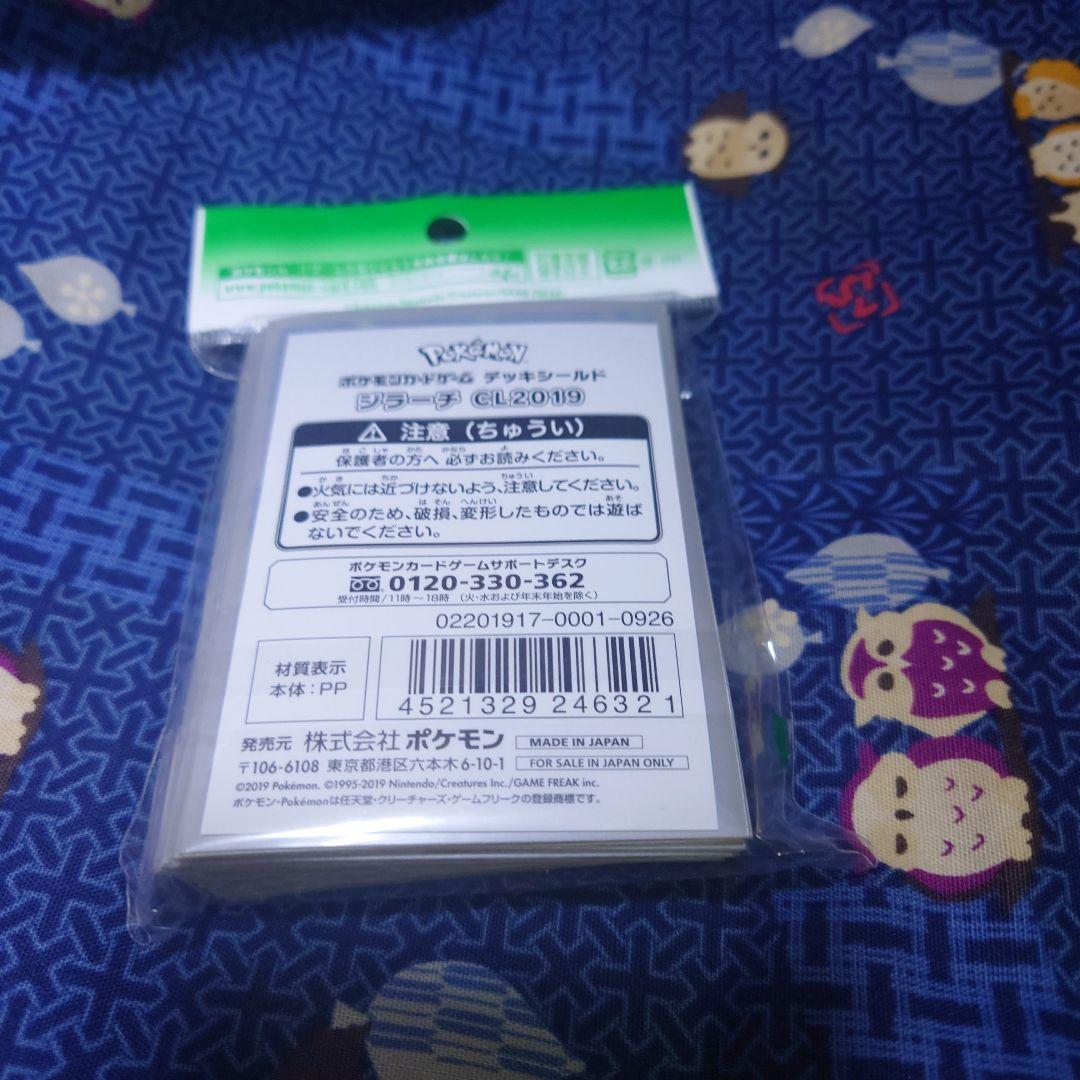 POKÉMON
ポケモンカードゲーム デッキシールド
ジラーチ CL2019
注意（ちゅうい）
保護者の方へ 必ずお読みください。
●火気には近づけないよう、注意してください。
●安全のため、破損、変形したものでは遊ば
ないでください。
ポケモンカードゲームサポートデスク
0120-330-362
受付時間/11時～18時 （火・水および年末年始を除く）
02201917-0001-0926
材質表示
本体：PP
4521329 246321
発売元 株式会社 ポケモン
MADE IN JAPAN
〒106-6108 東京都港区六本木6-10-1
FOR SALE IN JAPAN ONLY
©2019 Pokémon. ©1995-2019 Nintendo/Creatures Inc./GAME FREAK inc.
ポケモン・Pokémonは任天堂・クリーチャーズ・ゲームフリークの登録商標です。